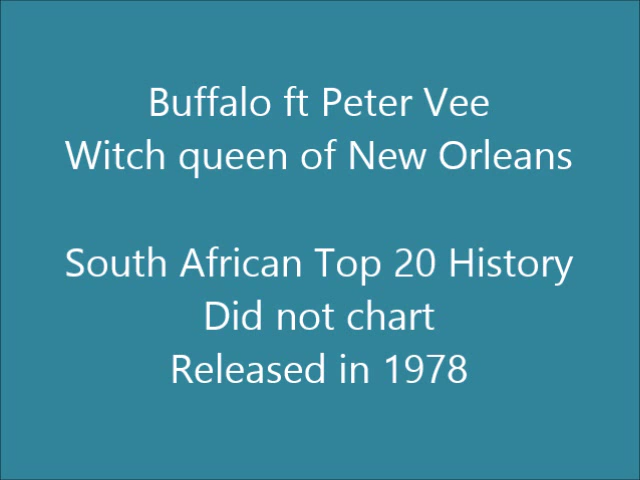 Buffalo ft Peter Vee
Witch queen of New Orleans
South African Top 20 History
Did not chart
Released in 1978